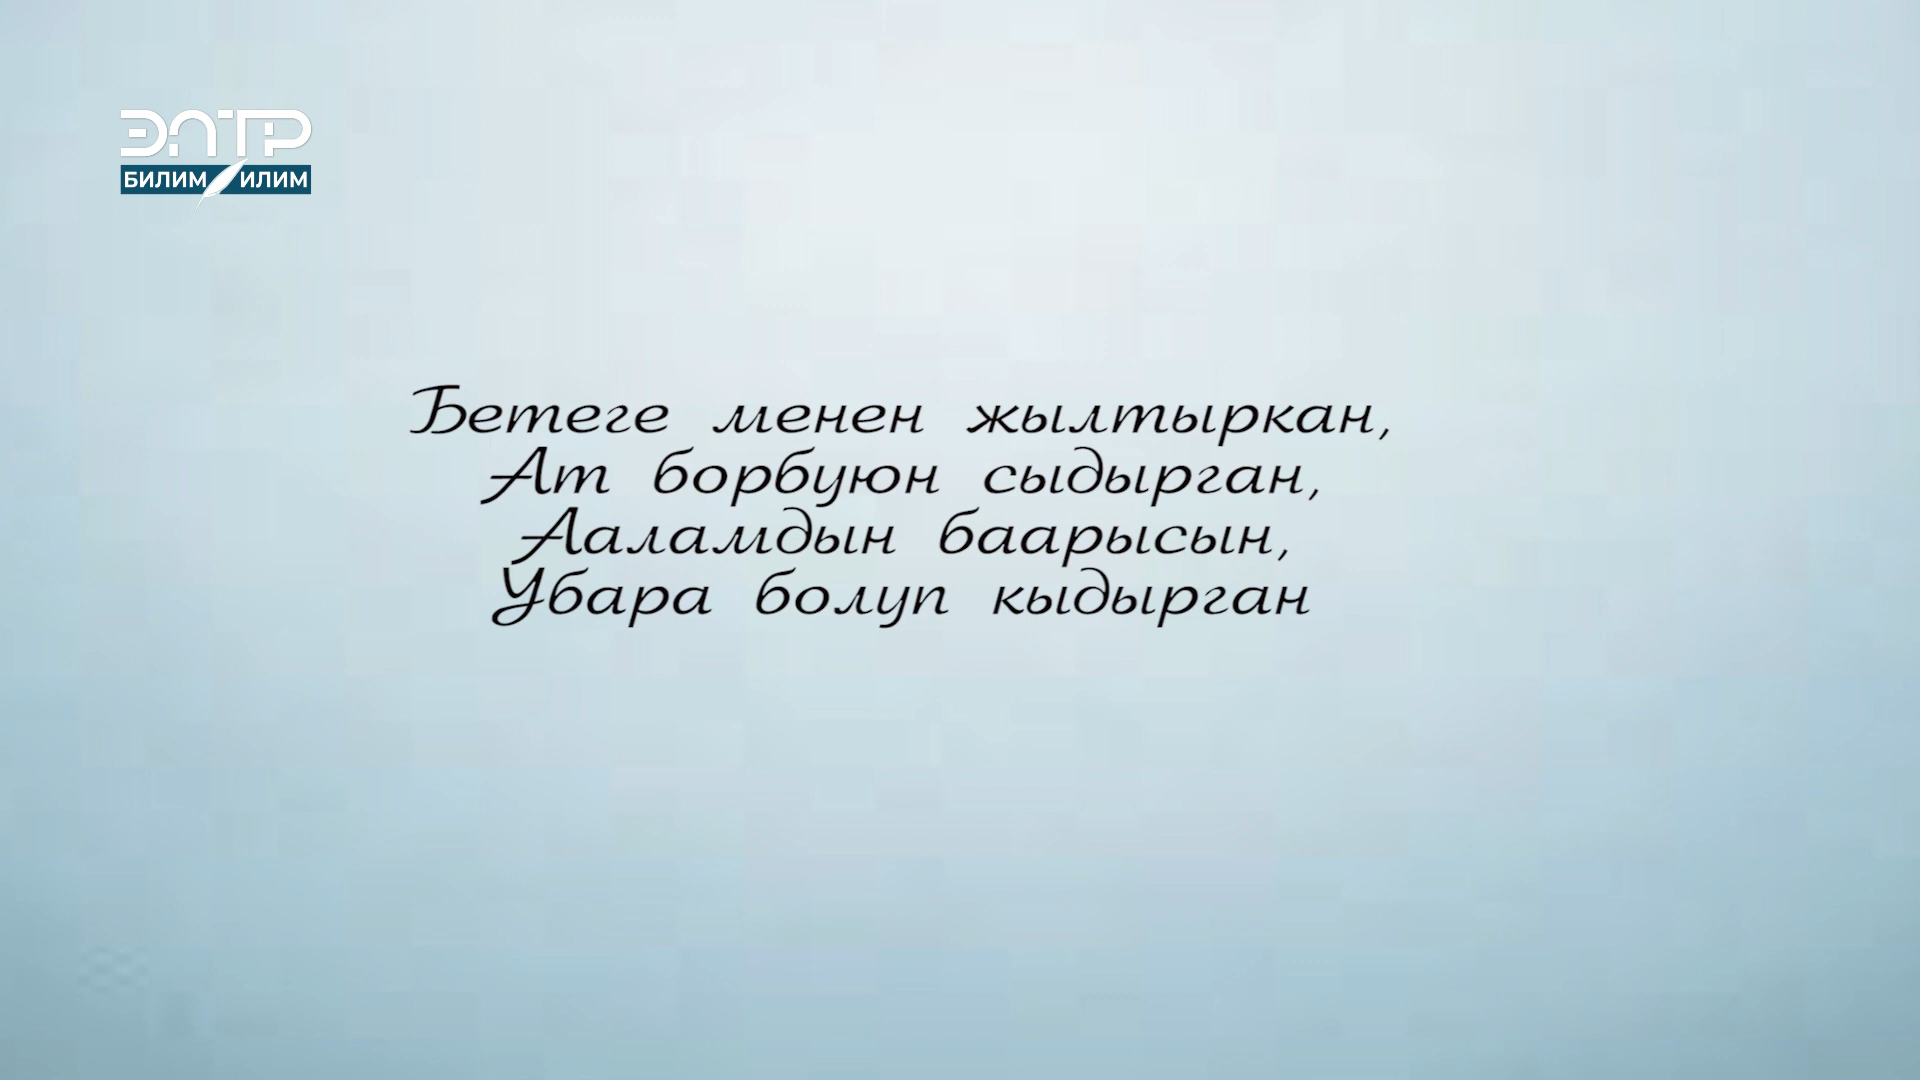 ЭЛТР
БИЛИМ ИЛИМ
Бетеге менен жылтыркан,
Ат борбуюн сыдырган,
Ааламдын баарысын,
Убара болуп кыдырган